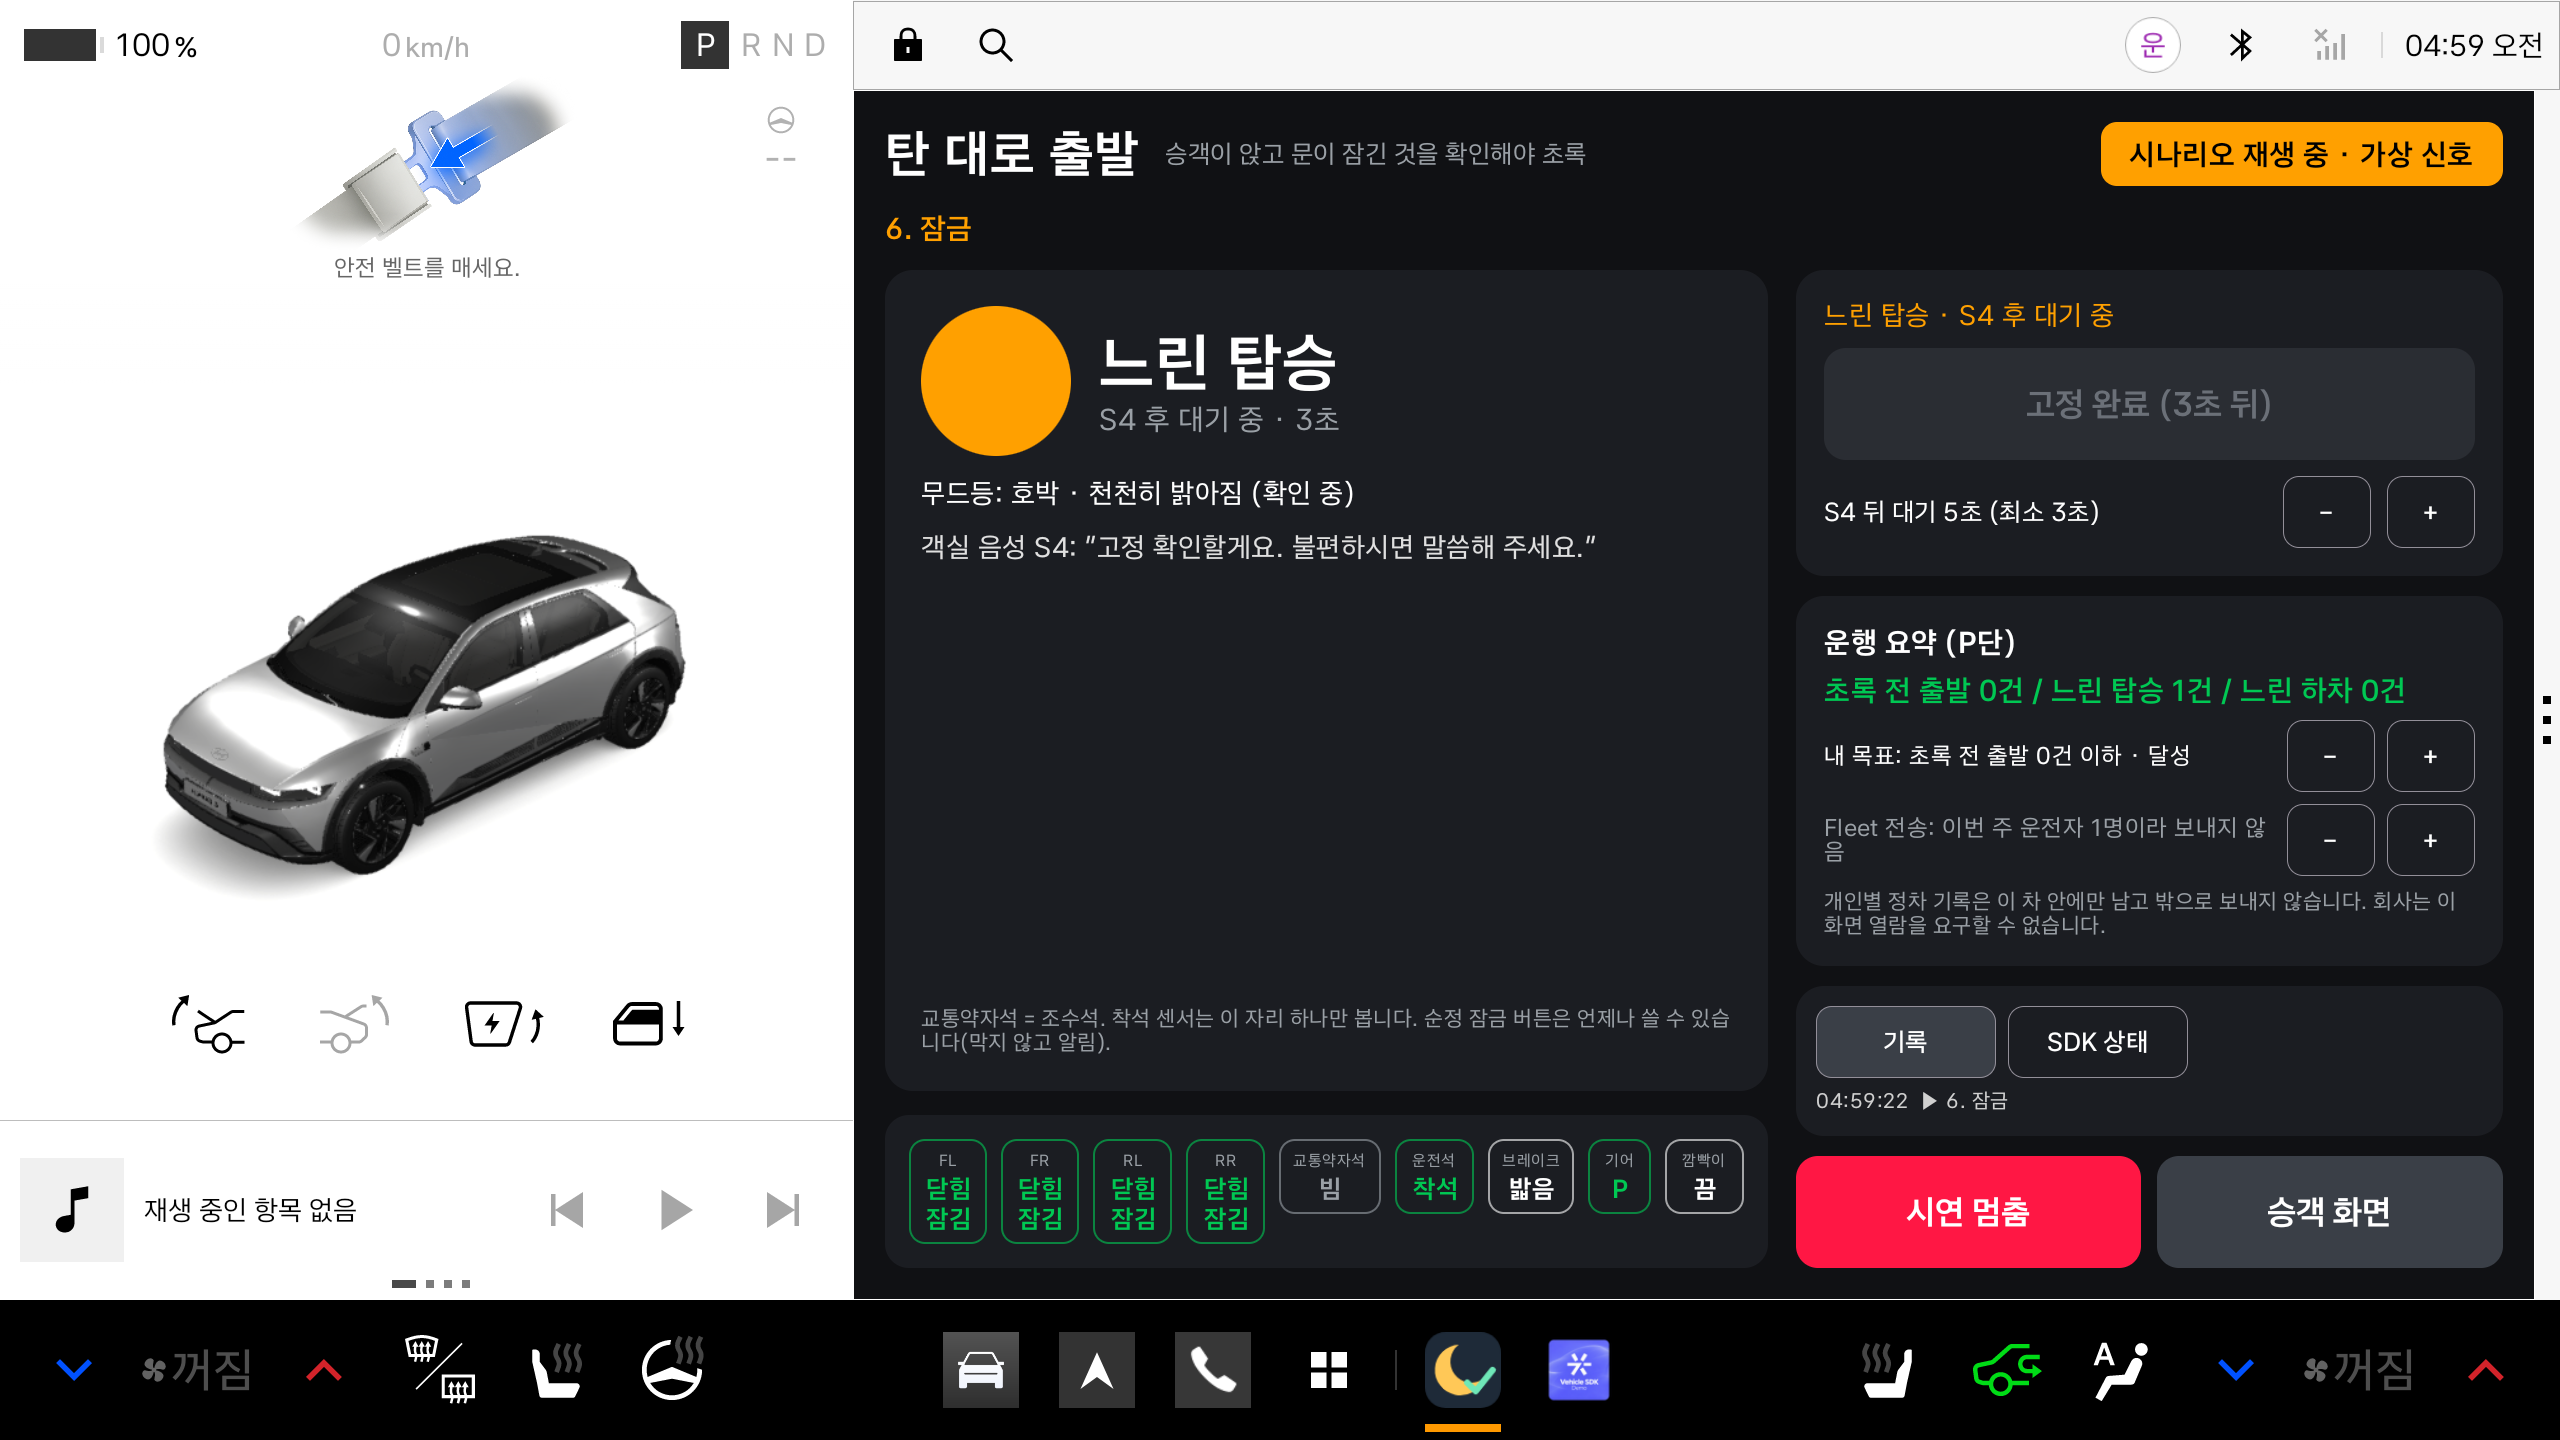 100%
0 km/h
P R N D
안전 벨트를 매세요.
재생 중인 항목 없음
운
04:59 오전
탄 대로 출발
승객이 앉고 문이 잠긴 것을 확인해야 초록
시나리오 재생 중 · 가상 신호
6. 잠금
느린 탑승
S4 후 대기 중 · 3초
무드등: 호박 · 천천히 밝아짐 (확인 중)
객실 음성 S4: "고정 확인할게요. 불편하시면 말씀해 주세요."
교통약자석 = 조수석. 착석 센서는 이 자리 하나만 봅니다. 순정 잠금 버튼은 언제나 쓸 수 있습
니다(막지 않고 알림).
FL
닫힘
잠김
FR
닫힘
잠김
RL
닫힘
잠김
RR
닫힘
잠김
교통약자석
빔
운전석
착석
브레이크
밟음
기어
P
깜빡이
끔
느린 탑승 · S4 후 대기 중
고정 완료 (3초 뒤)
S4 뒤 대기 5초 (최소 3초)
−
+
운행 요약 (P단)
초록 전 출발 0건 / 느린 탑승 1건 / 느린 하차 0건
내 목표: 초록 전 출발 0건 이하 · 달성
−
+
Fleet 전송: 이번 주 운전자 1명이라 보내지 않
음
−
+
개인별 정차 기록은 이 차 안에만 남고 밖으로 보내지 않습니다. 회사는 이
화면 열람을 요구할 수 없습니다.
기록
SDK 상태
04:59:22 ▶ 6. 잠금
시연 멈춤
승객 화면
꺼짐
Vehicle SDK
Demo
A
꺼짐